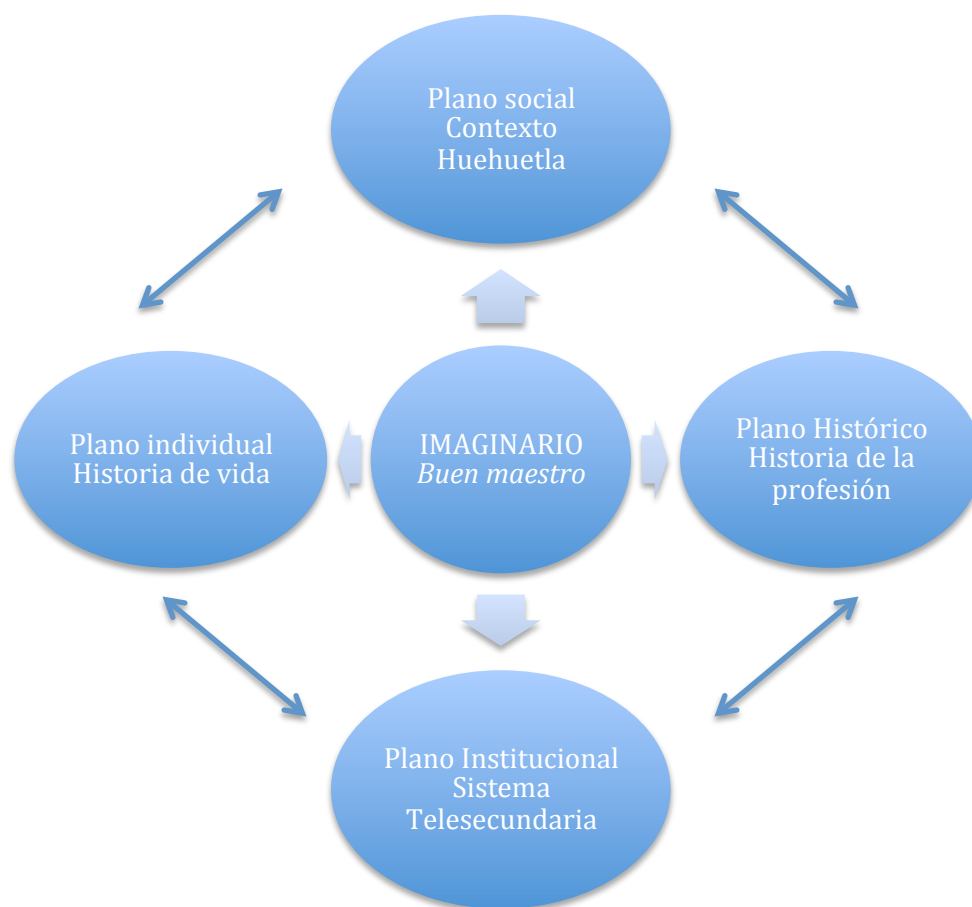 Plano social
Contexto
Huehuetla
Plano individual
Historia de vida
IMAGINARIO
Buen maestro
Plano Histórico
Historia de la
profesión
Plano Institucional
Sistema
Telesecundaria